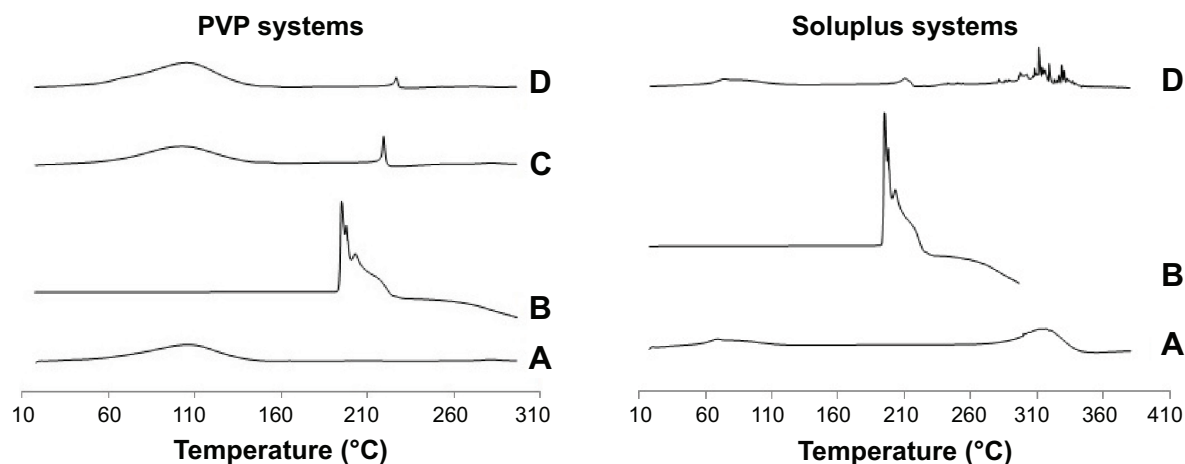 PVP systems
D
C
B
A
10 60 110 160 210 260 310
Temperature (°C)
Soluplus systems
D
B
A
10 60 110 160 210 260 310 360 410
Temperature (°C)